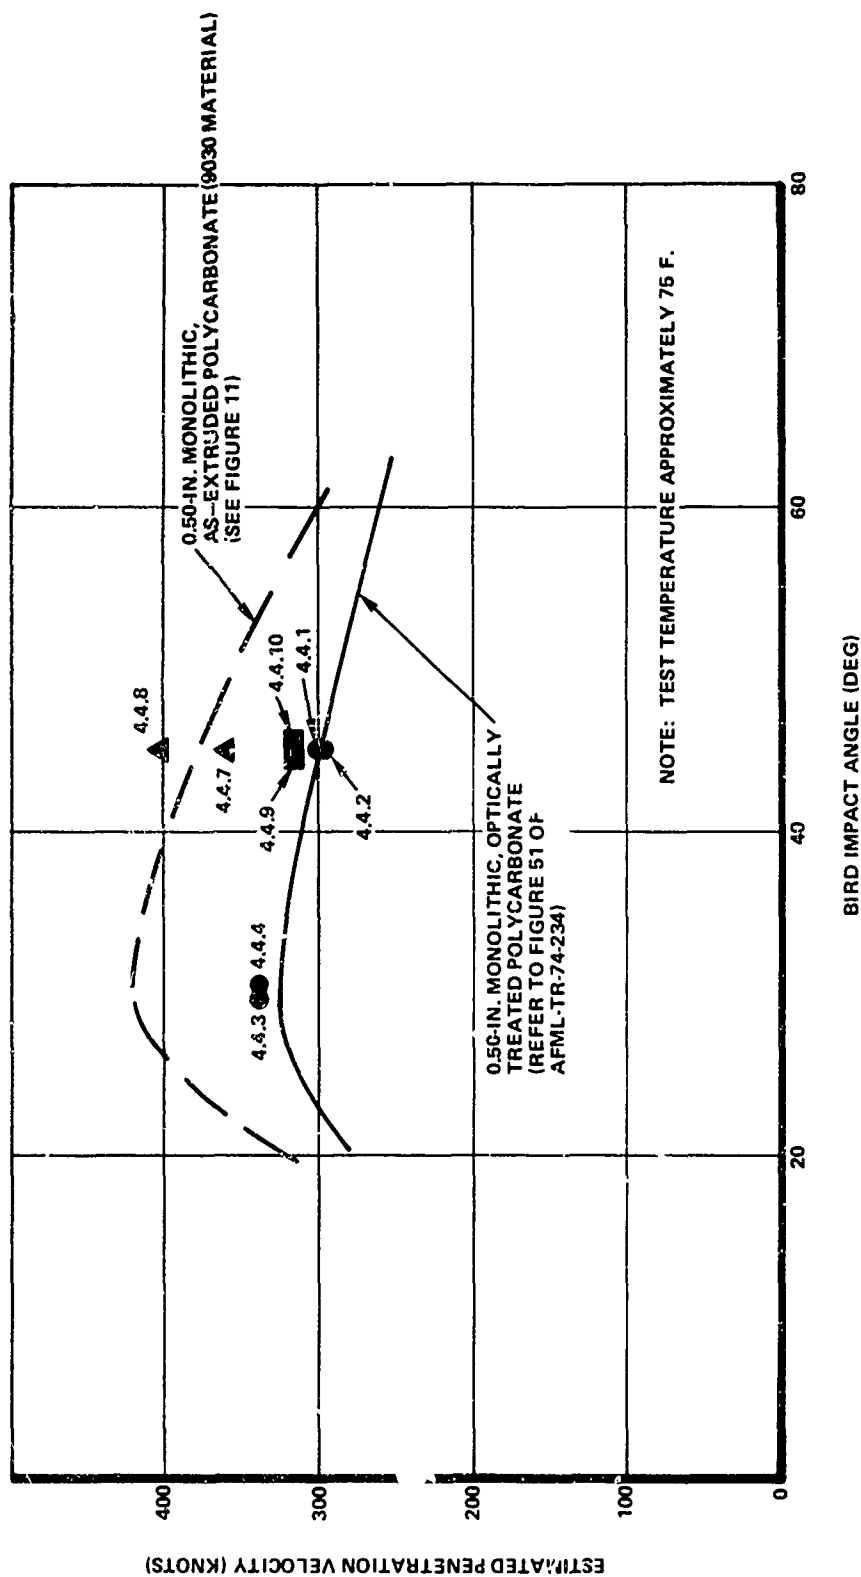 ESTIMATED PENETRATION VELOCITY (KNOTS)
400
300
200
100
0
20
40
60
80
BIRD IMPACT ANGLE (DEG)
0.50-IN. MONOLITHIC,
AS-EXTRUDED POLYCARBONATE (9030 MATERIAL)
(SEE FIGURE 11)
4.4.8
4.4.7
4.4.10
4.4.9
4.4.1
4.4.2
4.4.3
4.4.4
0.50-IN. MONOLITHIC, OPTICALLY
TREATED POLYCARBONATE
(REFER TO FIGURE 51 OF
AFML-TR-74-234)
NOTE: TEST TEMPERATURE APPROXIMATELY 75 F.